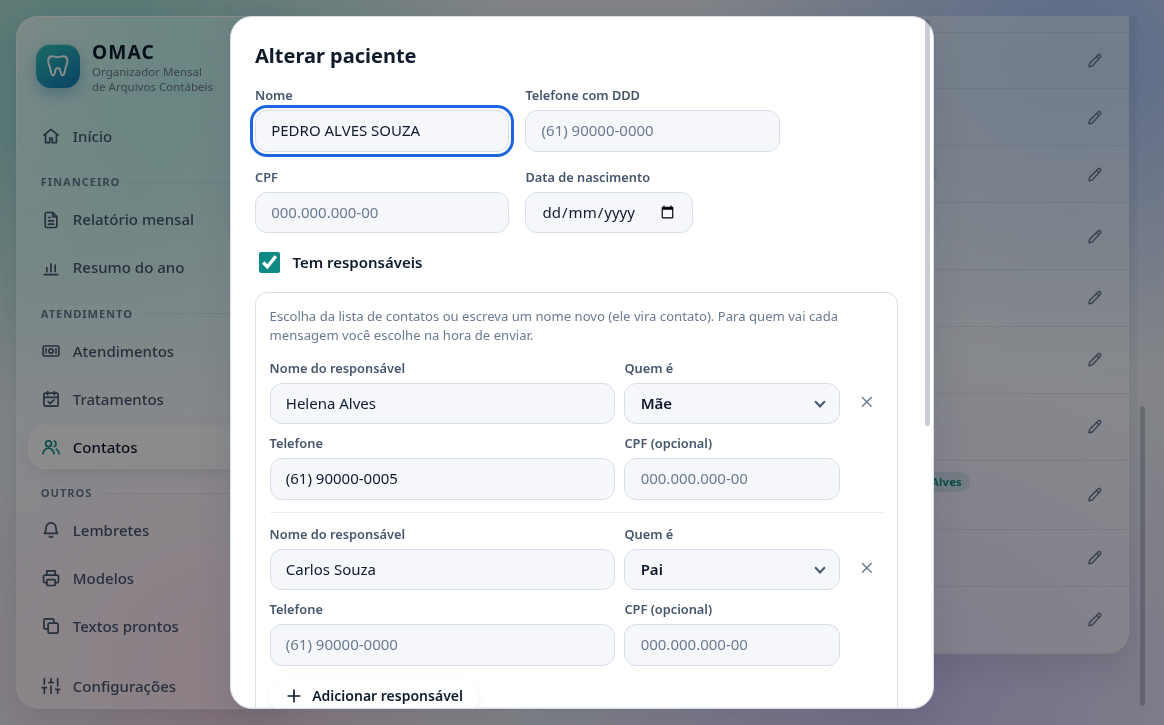 OMAC
Organizador Mensal
de Arquivos Contábeis
Início
FINANCEIRO
Relatório mensal
Resumo do ano
ATENDIMENTO
Atendimentos
Tratamentos
Contatos
OUTROS
Lembretes
Modelos
Textos prontos
Configurações
Alterar paciente
Nome
Telefone com DDD
PEDRO ALVES SOUZA
(61) 90000-0000
CPF
Data de nascimento
000.000.000-00
dd/mm/yyyy
Tem responsáveis
Escolha da lista de contatos ou escreva um nome novo (ele vira contato). Para quem vai cada
mensagem você escolhe na hora de enviar.
Nome do responsável
Quem é
Helena Alves
Mãe
Telefone
CPF (opcional)
(61) 90000-0005
000.000.000-00
Nome do responsável
Quem é
Carlos Souza
Pai
Telefone
CPF (opcional)
(61) 90000-0000
000.000.000-00
Adicionar responsável
Alves